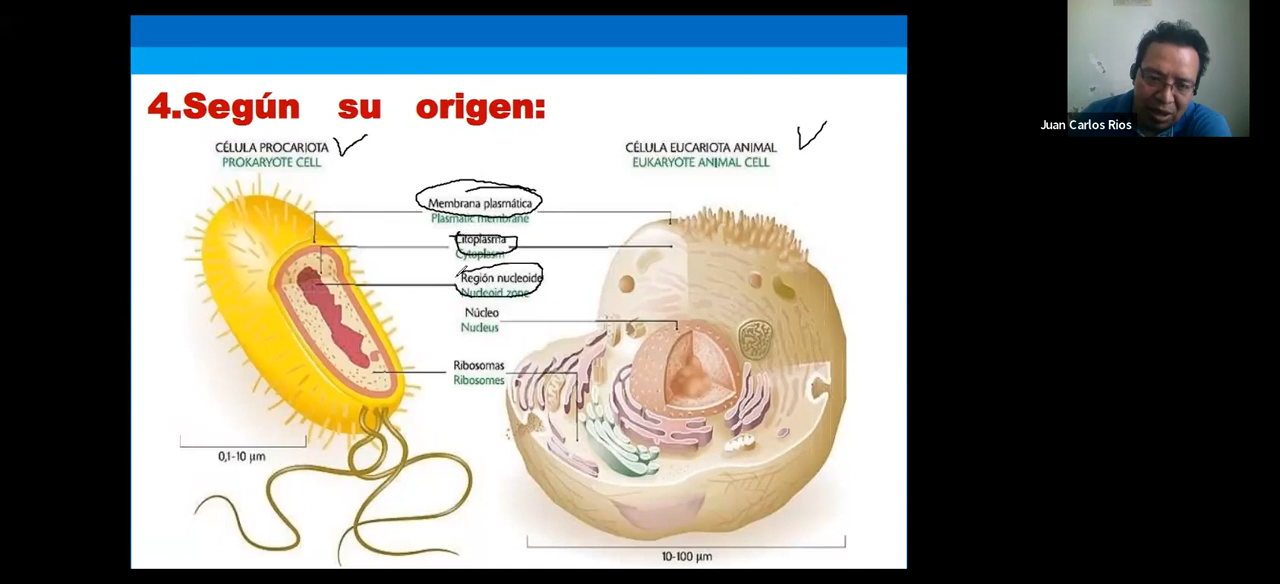 4.Según su origen:
CÉLULA PROCARIOTA
PROKARYOTE CELL
CÉLULA EUCARIOTA ANIMAL
EUKARYOTE ANIMAL CELL
Membrana plasmática
Plasmatic membrane
Citoplasma
Cytoplasm
Región nucleoide
Nucleoid zone
Núcleo
Nucleus
Ribosomas
Ribosomes
0,1-10 µm
10-100 µm
Juan Carlos Rios